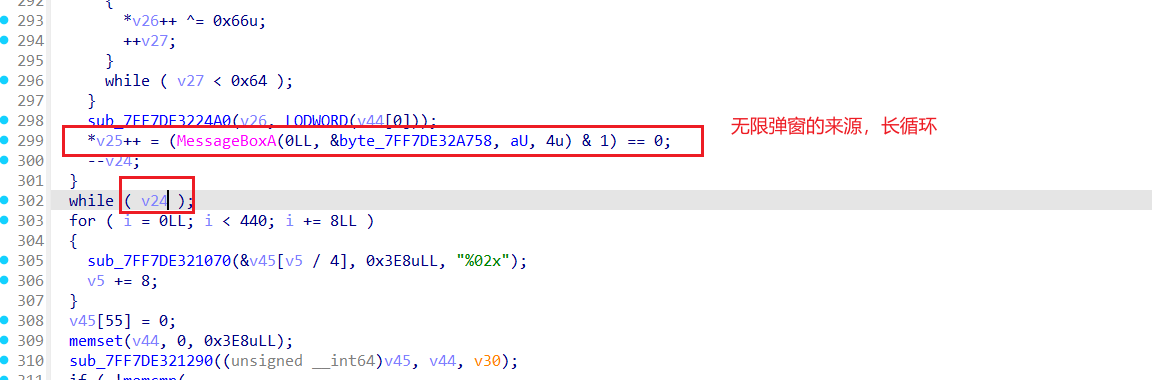 292 {
293 *v26++ ^= 0x66u;
294 ++v27;
295 }
296 while ( v27 < 0x64 );
297 }
298 sub_7FF7DE3224A0(v26, LODWORD(v44[0]));
299 *v25++ = (MessageBoxA(0LL, &byte_7FF7DE32A758, aU, 4u) & 1) == 0;
无限弹窗的来源，长循环
300 --v24;
301 }
302 while ( v24 );
303 for ( i = 0LL; i < 440; i += 8LL )
304 {
305 sub_7FF7DE321070(&v45[v5 / 4], 0x3E8uLL, "%02x");
306 v5 += 8;
307 }
308 v45[55] = 0;
309 memset(v44, 0, 0x3E8uLL);
310 sub_7FF7DE321290((unsigned __int64)v45, v44, v30);
311 if ( !memcmp(